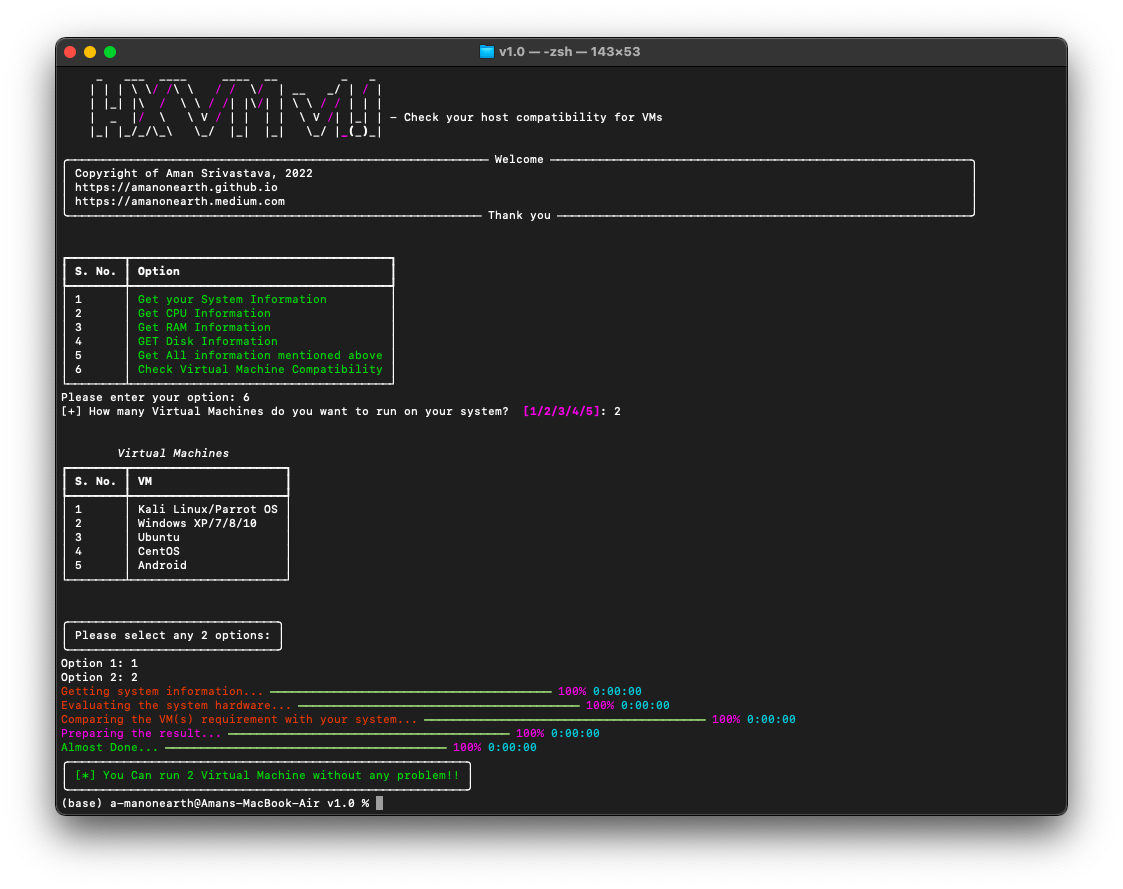 v1.0 — -zsh — 143×53
– Check your host compatibility for VMs
Welcome
Copyright of Aman Srivastava, 2022
https://amanonearth.github.io
https://amanonearth.medium.com
Thank you
S. No. Option
1 Get your System Information
2 Get CPU Information
3 Get RAM Information
4 GET Disk Information
5 Get All information mentioned above
6 Check Virtual Machine Compatibility
Please enter your option: 6
[+] How many Virtual Machines do you want to run on your system? [1/2/3/4/5]: 2
Virtual Machines
S. No. VM
1 Kali Linux/Parrot OS
2 Windows XP/7/8/10
3 Ubuntu
4 CentOS
5 Android
Please select any 2 options:
Option 1: 1
Option 2: 2
Getting system information... 100% 0:00:00
Evaluating the system hardware... 100% 0:00:00
Comparing the VM(s) requirement with your system... 100% 0:00:00
Preparing the result... 100% 0:00:00
Almost Done... 100% 0:00:00
[*] You Can run 2 Virtual Machine without any problem!!
(base) a-manonearth@Amans-MacBook-Air v1.0 %